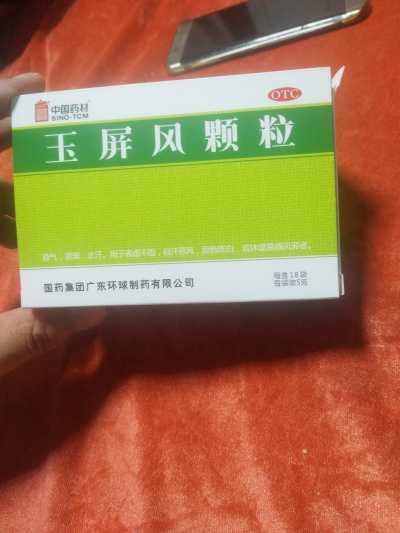 中国药材
SINO-TCM
OTC
玉屏风颗粒
益气，固表，止汗。用于表虚不固，自汗恶风，面色㿠白，或体虚易感风邪者。
国药集团广东环球制药有限公司
每盒18袋
每袋装5克